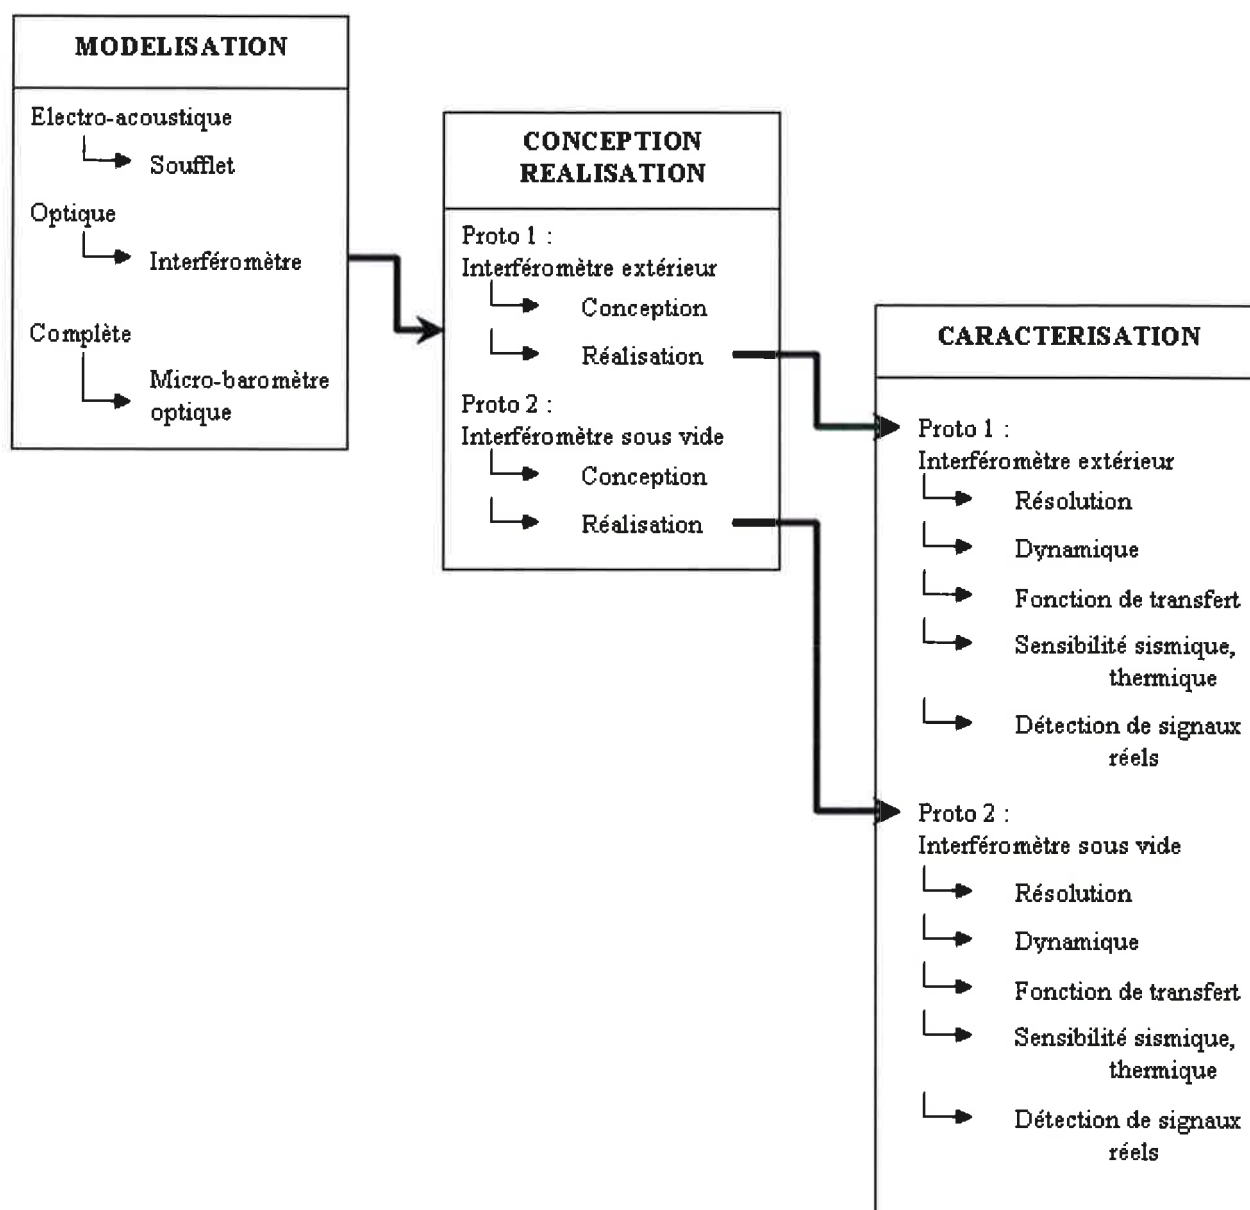 MODELISATION
Electro-acoustique
Soufflet
Optique
Interféromètre
Complète
Micro-baromètre
optique
CONCEPTION
REALISATION
Proto 1 :
Interféromètre extérieur
Conception
Réalisation
Proto 2 :
Interféromètre sous vide
Conception
Réalisation
CARACTERISATION
Proto 1 :
Interféromètre extérieur
Résolution
Dynamique
Fonction de transfert
Sensibilité sismique,
thermique
Détection de signaux
réels
Proto 2 :
Interféromètre sous vide
Résolution
Dynamique
Fonction de transfert
Sensibilité sismique,
thermique
Détection de signaux
réels